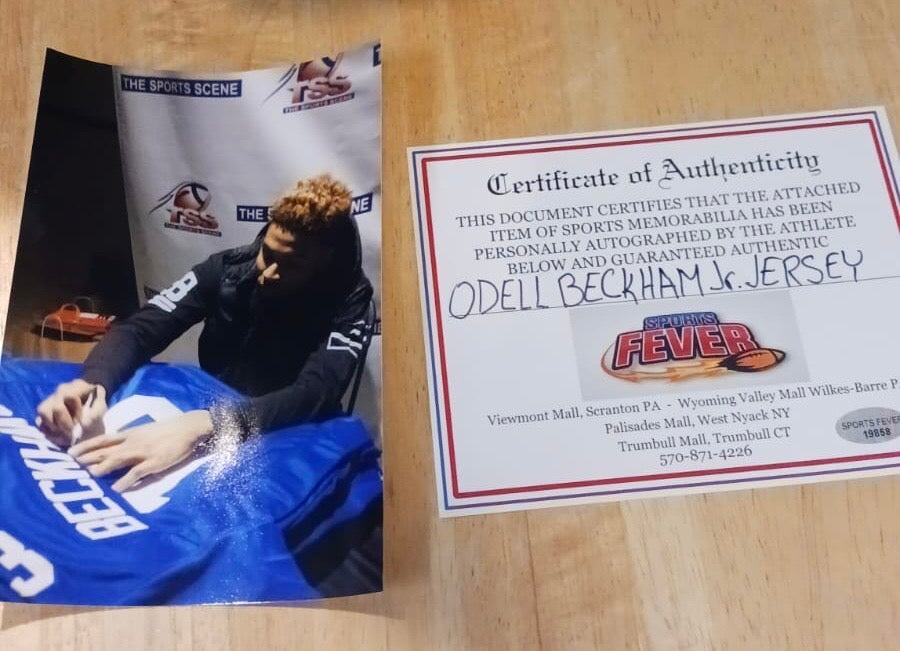 THE SPORTS SCENE
TSS
THE SPORTS SCENE
TSS
THE SPORTS SCENE
THE S
NE
BECKHAM
3
Certificate of Authenticity
THIS DOCUMENT CERTIFIES THAT THE ATTACHED
ITEM OF SPORTS MEMORABILIA HAS BEEN
PERSONALLY AUTOGRAPHED BY THE ATHLETE
BELOW AND GUARANTEED AUTHENTIC
ODELL BECKHAM Jr. JERSEY
SPORTS
FEVER
Viewmont Mall, Scranton PA - Wyoming Valley Mall Wilkes-Barre P
Palisades Mall, West Nyack NY
Trumbull Mall, Trumbull CT
570-871-4226
SPORTS FEVER
19858